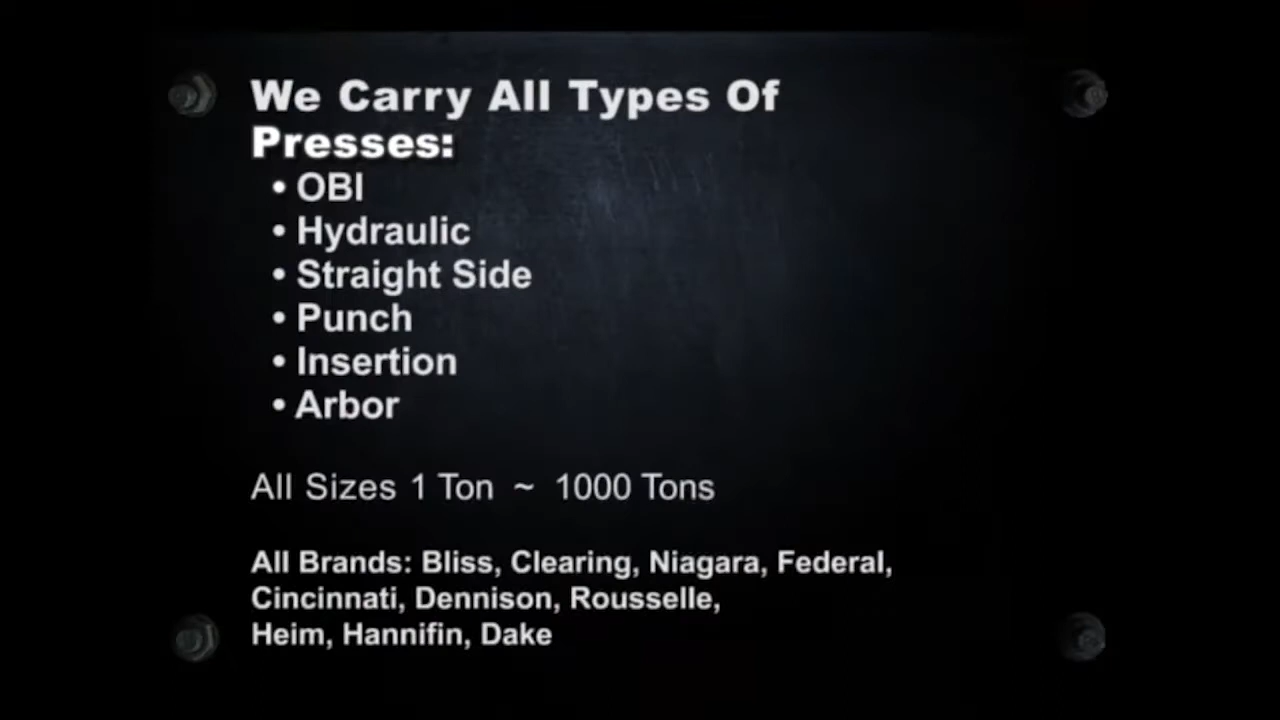 We Carry All Types Of
Presses:
• OBI
• Hydraulic
• Straight Side
• Punch
• Insertion
• Arbor
All Sizes 1 Ton ~ 1000 Tons
All Brands: Bliss, Clearing, Niagara, Federal,
Cincinnati, Dennison, Rousselle,
Heim, Hannifin, Dake